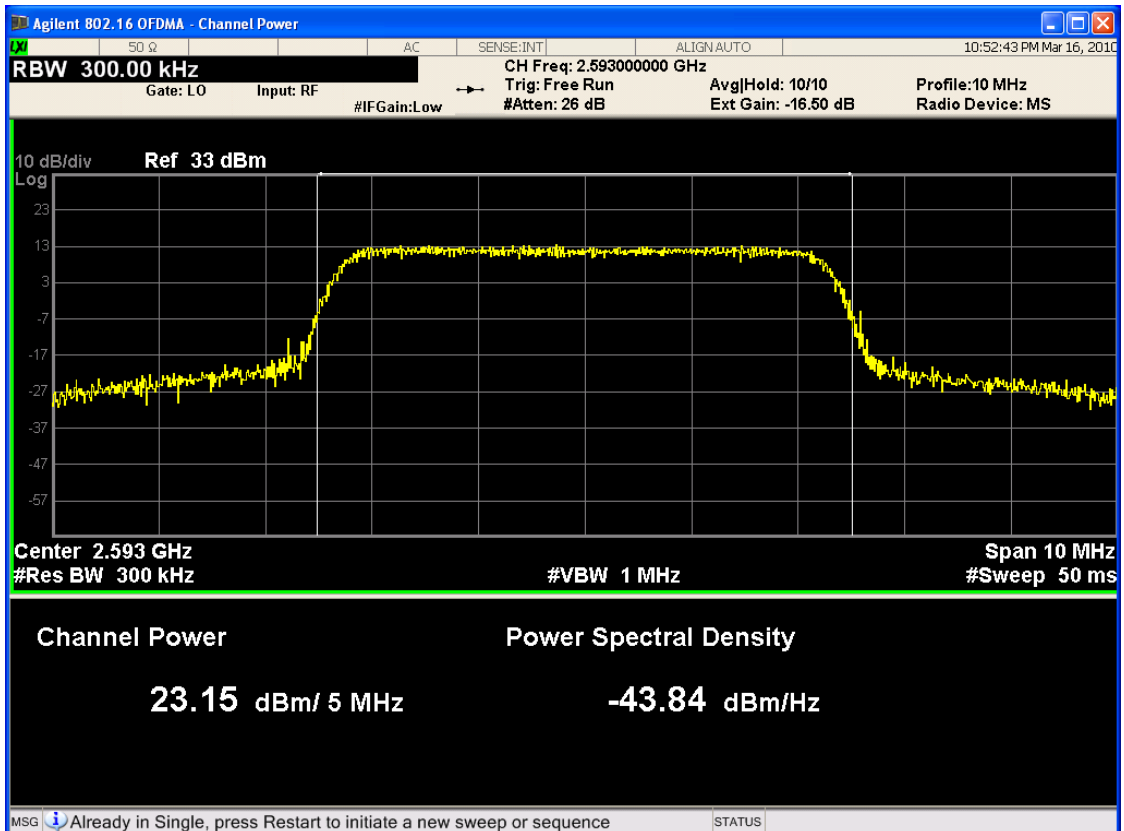 Agilent 802.16 OFDMA - Channel Power
LXI 50 Ω AC SENSE:INT ALIGN AUTO 10:52:43 PM Mar 16, 2010
RBW 300.00 kHz CH Freq: 2.593000000 GHz
Gate: LO Input: RF Trig: Free Run Avg|Hold: 10/10 Profile:10 MHz
#IFGain:Low #Atten: 26 dB Ext Gain: -16.50 dB Radio Device: MS
10 dB/div Ref 33 dBm
Log
23
13
3
-7
-17
-27
-37
-47
-57
Center 2.593 GHz Span 10 MHz
#Res BW 300 kHz #VBW 1 MHz #Sweep 50 ms
Channel Power Power Spectral Density
23.15 dBm/ 5 MHz -43.84 dBm/Hz
MSG Already in Single, press Restart to initiate a new sweep or sequence STATUS